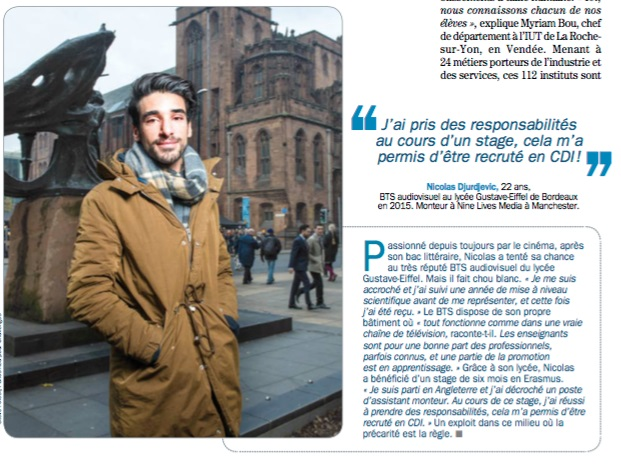 nous connaissons chacun de nos
élèves », explique Myriam Bou, chef
de département à l'IUT de La Roche-
sur-Yon, en Vendée. Menant à
24 métiers porteurs de l'industrie et
des services, ces 112 instituts sont
“ J'ai pris des responsabilités
au cours d'un stage, cela m'a
permis d'être recruté en CDI ! ”
Nicolas Djurdjevic, 22 ans,
BTS audiovisuel au lycée Gustave-Eiffel de Bordeaux
en 2015. Monteur à Nine Lives Media à Manchester.
Passionné depuis toujours par le cinéma, après
son bac littéraire, Nicolas a tenté sa chance
au très réputé BTS audiovisuel du lycée
Gustave-Eiffel. Mais il fait chou blanc. « Je me suis
accroché et j'ai suivi une année de mise à niveau
scientifique avant de me représenter, et cette fois
j'ai été reçu. » Le BTS dispose de son propre
bâtiment où « tout fonctionne comme dans une vraie
chaîne de télévision, raconte-t-il. Les enseignants
sont pour une bonne part des professionnels,
parfois connus, et une partie de la promotion
est en apprentissage. » Grâce à son lycée, Nicolas
a bénéficié d'un stage de six mois en Erasmus.
« Je suis parti en Angleterre et j'ai décroché un poste
d'assistant monteur. Au cours de ce stage, j'ai réussi
à prendre des responsabilités, cela m'a permis d'être
recruté en CDI. » Un exploit dans ce milieu où la
précarité est la règle. ■